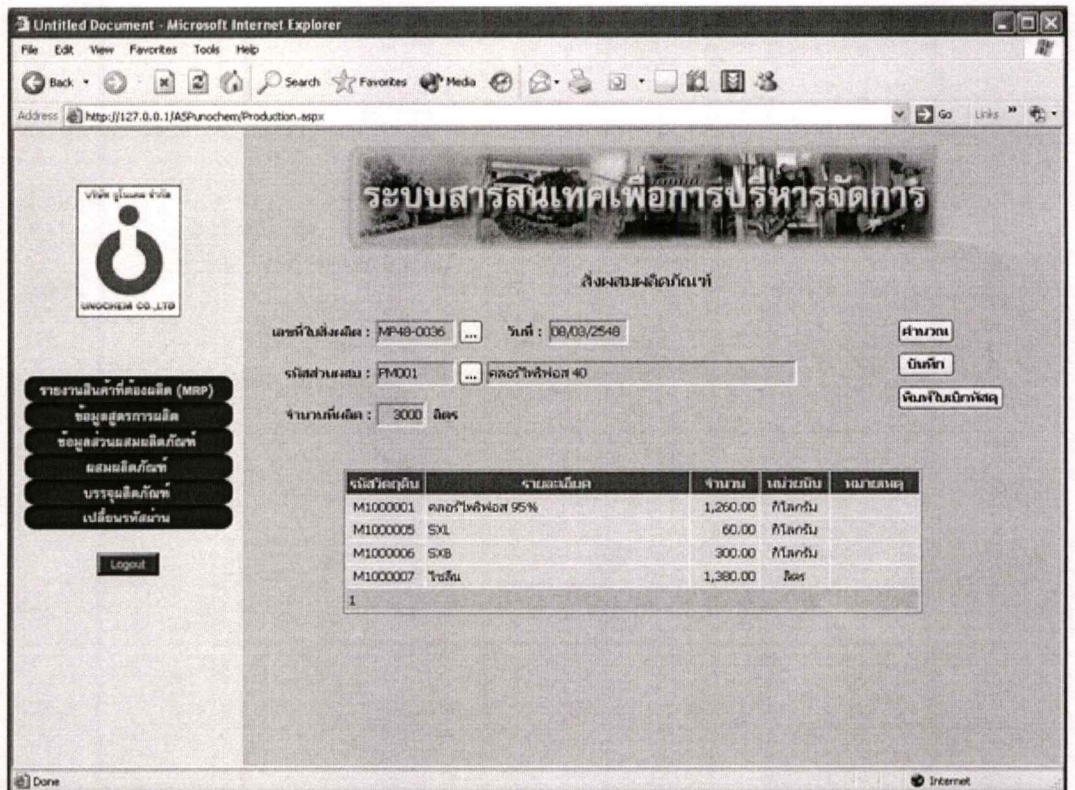 Untitled Document - Microsoft Internet Explorer
File Edit View Favorites Tools Help
Back Search Favorites Media
Address http://127.0.0.1/ASPunochem/Production.aspx Go Links »
บริษัท ยูโนเคม จำกัด
UNOCHEM CO.,LTD
ระบบสารสนเทศเพื่อการบริหารจัดการ
สั่งผสมผลิตภัณฑ์
เลขที่ใบสั่งผลิต : MP48-0036 ... วันที่ : 08/03/2548
คำนวณ
รหัสส่วนผสม : PM001 ... คลอร์ไพริฟอส 40
บันทึก
พิมพ์ใบเบิกพัสดุ
จำนวนที่ผลิต : 3000 ลิตร
รายงานสินค้าที่ต้องผลิต (MRP)
ข้อมูลสูตรการผลิต
ข้อมูลส่วนผสมผลิตภัณฑ์
ผสมผลิตภัณฑ์
บรรจุผลิตภัณฑ์
เปลี่ยนรหัสผ่าน
Logout
รหัสวัตถุดิบ รายละเอียด จำนวน หน่วยนับ หมายเหตุ
M1000001 คลอร์ไพริฟอส 95% 1,260.00 กิโลกรัม
M1000005 SXL 60.00 กิโลกรัม
M1000006 SXB 300.00 กิโลกรัม
M1000007 ไซลีน 1,380.00 ลิตร
1
Done Internet